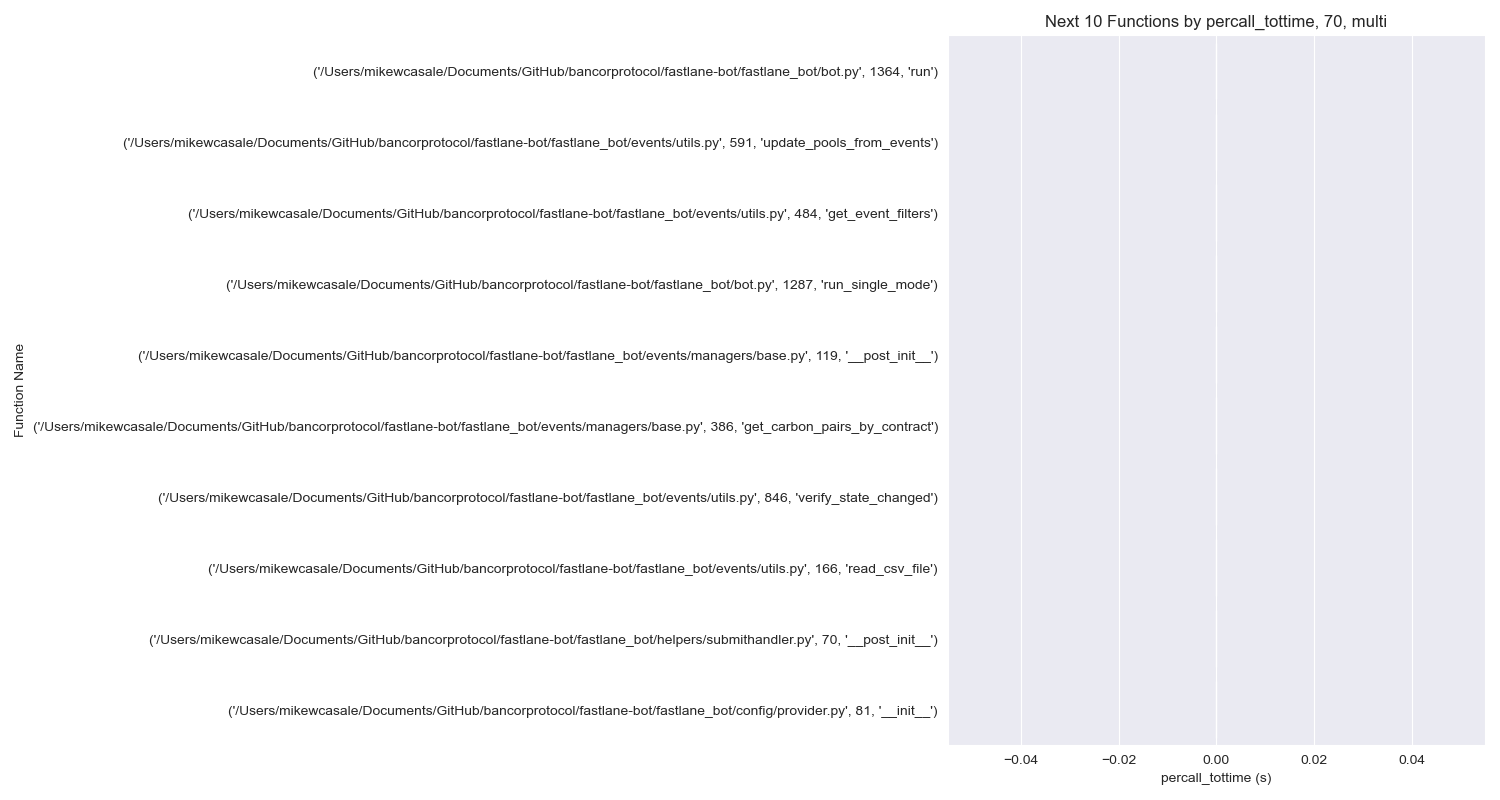 Next 10 Functions by percall_tottime, 70, multi
('/Users/mikewcasale/Documents/GitHub/bancorprotocol/fastlane-bot/fastlane_bot/bot.py', 1364, 'run')
('/Users/mikewcasale/Documents/GitHub/bancorprotocol/fastlane-bot/fastlane_bot/events/utils.py', 591, 'update_pools_from_events')
('/Users/mikewcasale/Documents/GitHub/bancorprotocol/fastlane-bot/fastlane_bot/events/utils.py', 484, 'get_event_filters')
('/Users/mikewcasale/Documents/GitHub/bancorprotocol/fastlane-bot/fastlane_bot/bot.py', 1287, 'run_single_mode')
('/Users/mikewcasale/Documents/GitHub/bancorprotocol/fastlane-bot/fastlane_bot/events/managers/base.py', 119, '__post_init__')
('/Users/mikewcasale/Documents/GitHub/bancorprotocol/fastlane-bot/fastlane_bot/events/managers/base.py', 386, 'get_carbon_pairs_by_contract')
('/Users/mikewcasale/Documents/GitHub/bancorprotocol/fastlane-bot/fastlane_bot/events/utils.py', 846, 'verify_state_changed')
('/Users/mikewcasale/Documents/GitHub/bancorprotocol/fastlane-bot/fastlane_bot/events/utils.py', 166, 'read_csv_file')
('/Users/mikewcasale/Documents/GitHub/bancorprotocol/fastlane-bot/fastlane_bot/helpers/submithandler.py', 70, '__post_init__')
('/Users/mikewcasale/Documents/GitHub/bancorprotocol/fastlane-bot/fastlane_bot/config/provider.py', 81, '__init__')
Function Name
−0.04 −0.02 0.00 0.02 0.04
percall_tottime (s)